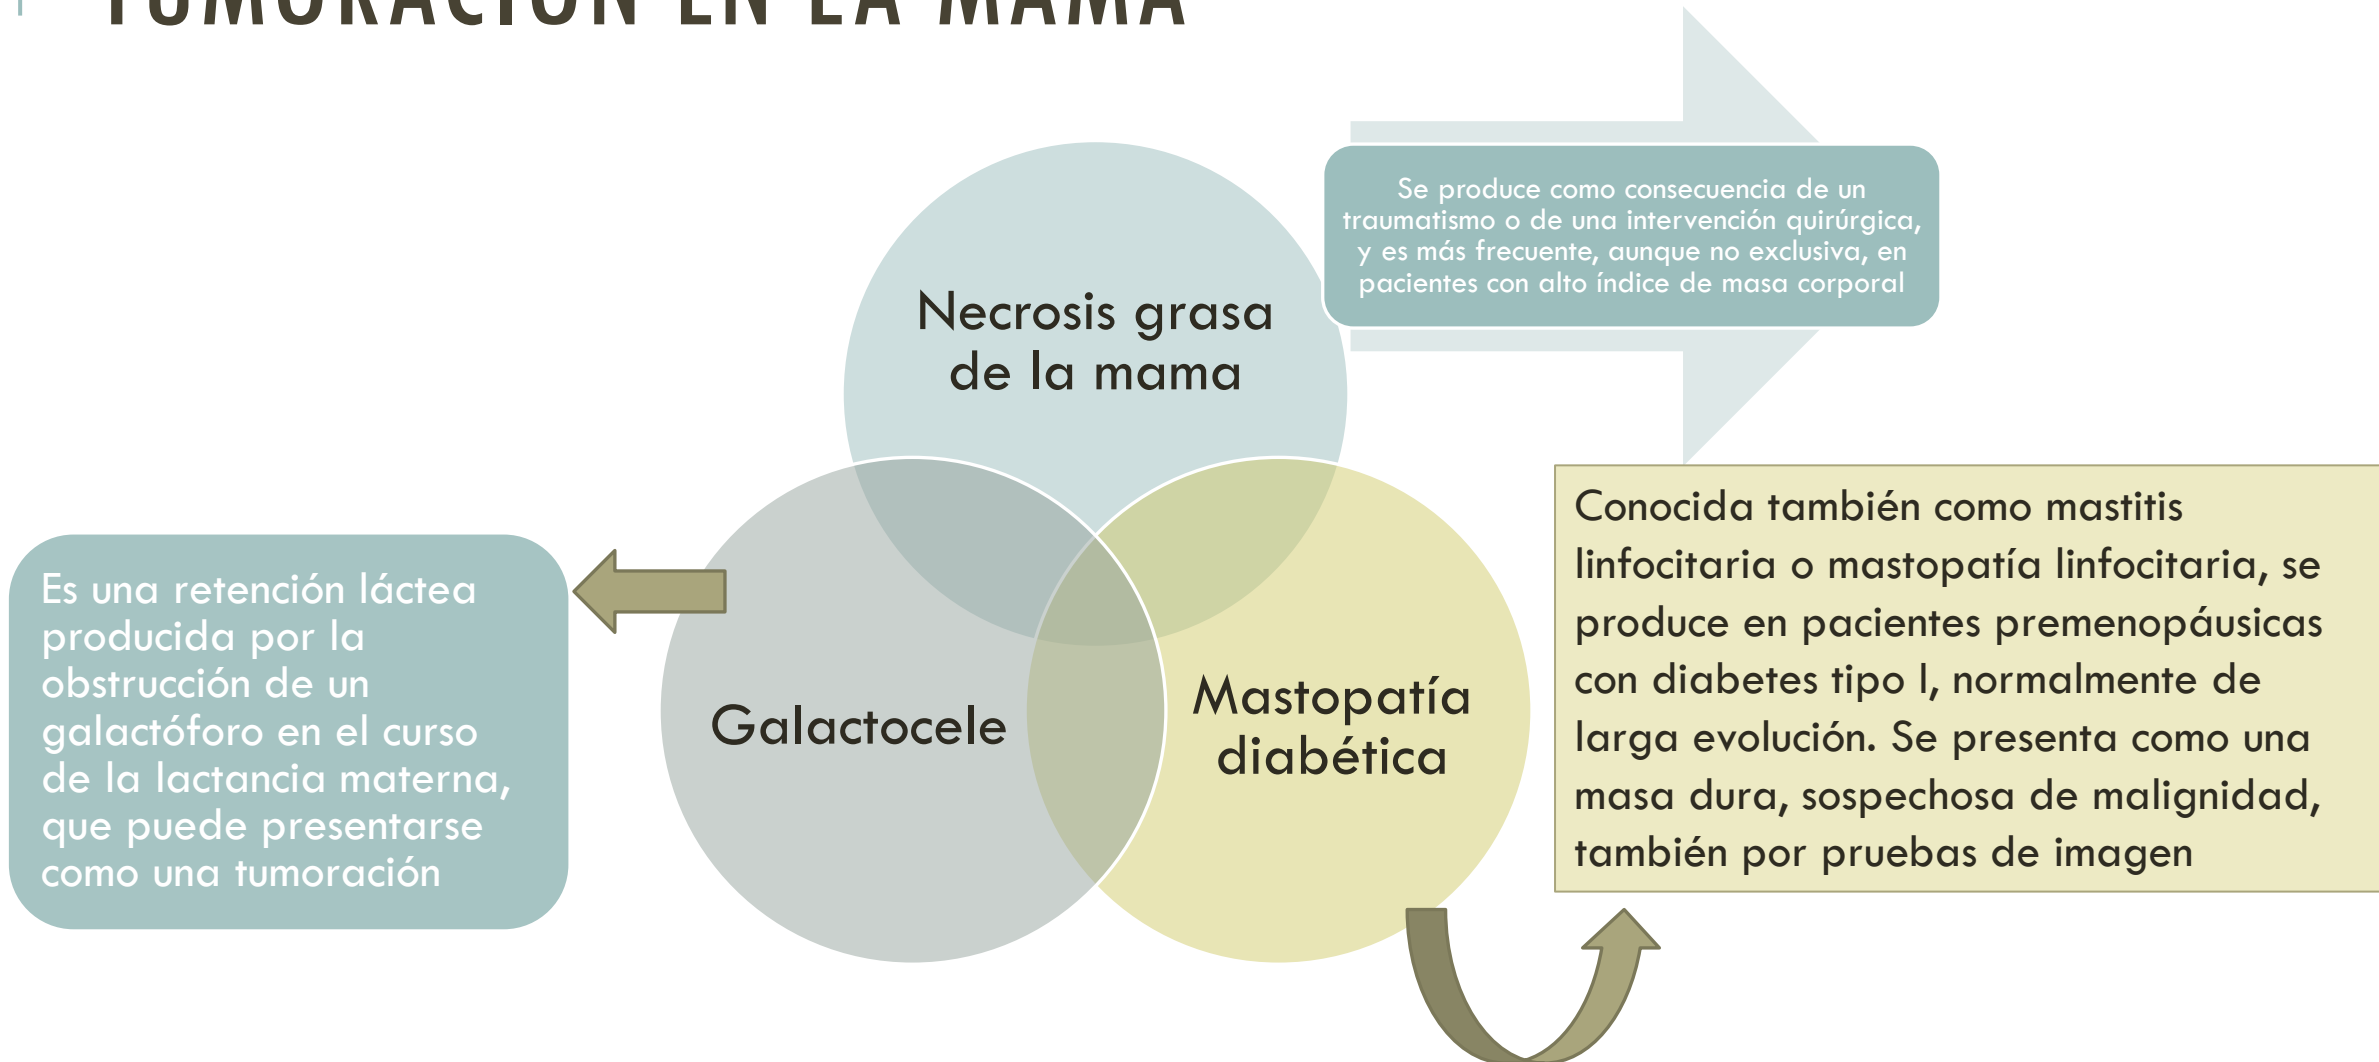 TUMORACIÓN EN LA MAMA
Se produce como consecuencia de un
traumatismo o de una intervención quirúrgica,
y es más frecuente, aunque no exclusiva, en
pacientes con alto índice de masa corporal
Necrosis grasa
de la mama
Conocida también como mastitis
linfocitaria o mastopatía linfocitaria, se
produce en pacientes premenopáusicas
con diabetes tipo I, normalmente de
larga evolución. Se presenta como una
masa dura, sospechosa de malignidad,
también por pruebas de imagen
Es una retención láctea
producida por la
obstrucción de un
galactóforo en el curso
de la lactancia materna,
que puede presentarse
como una tumoración
Galactocele
Mastopatía
diabética